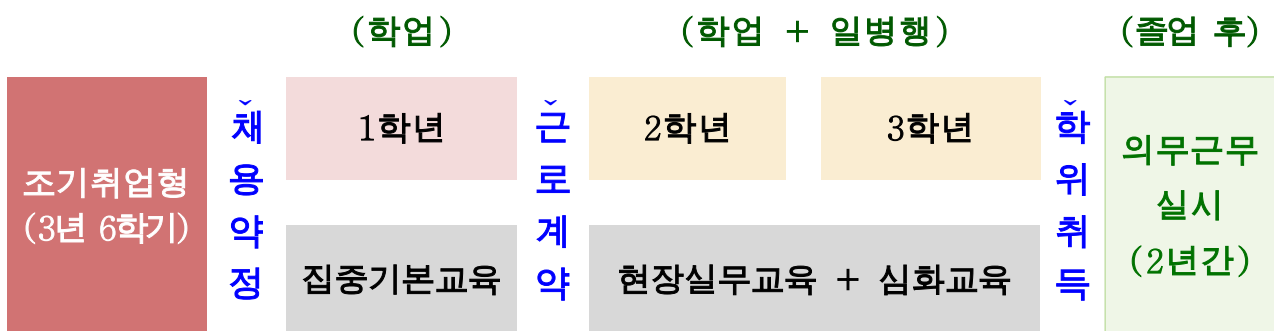 (학업)
(학업 + 일병행)
(졸업 후)
조기취업형
(3년 6학기)
채용약정
1학년
집중기본교육
근로계약
2학년
3학년
현장실무교육 + 심화교육
학위취득
의무근무
실시
(2년간)